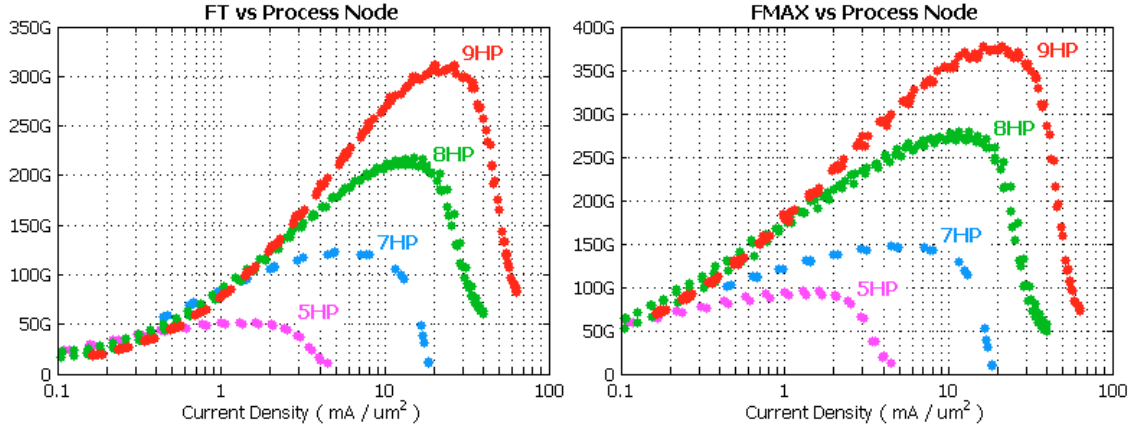 FT vs Process Node
350G
300G
250G
200G
150G
100G
50G
0
0.1
1
10
100
9HP
8HP
7HP
5HP
Current Density ( mA / um²)
FMAX vs Process Node
400G
350G
300G
250G
200G
150G
100G
50G
0
0.1
1
10
100
9HP
8HP
7HP
5HP
Current Density ( mA / um²)